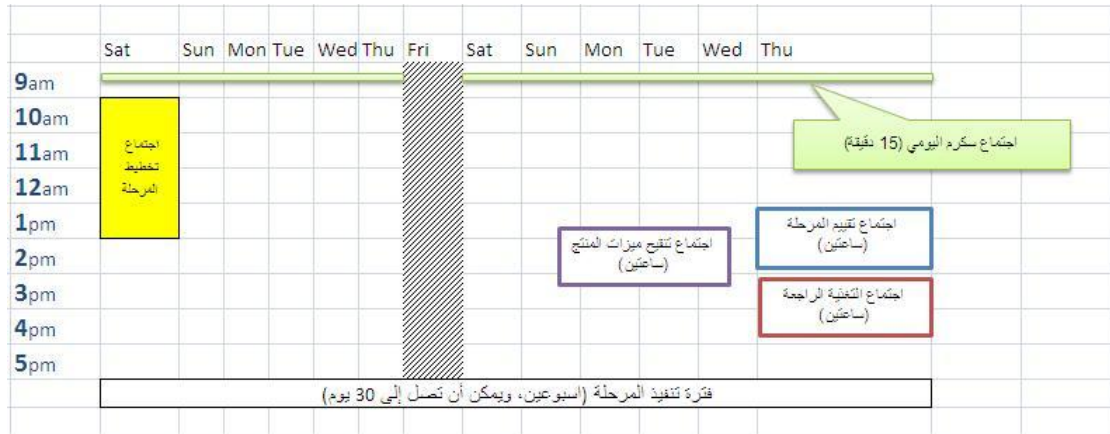 Sat Sun Mon Tue Wed Thu Fri Sat Sun Mon Tue Wed Thu
9am
10am
11am
12am
1pm
2pm
3pm
4pm
5pm
اجتماع
تخطيط
المرحلة
اجتماع سكرم اليومي (15 دقيقة)
اجتماع تنقيح ميزات المنتج
(ساعتين)
اجتماع تقييم المرحلة
(ساعتين)
اجتماع التغذية الراجعة
(ساعتين)
فترة تنفيذ المرحلة (اسبوعين، ويمكن أن تصل إلى 30 يوم)